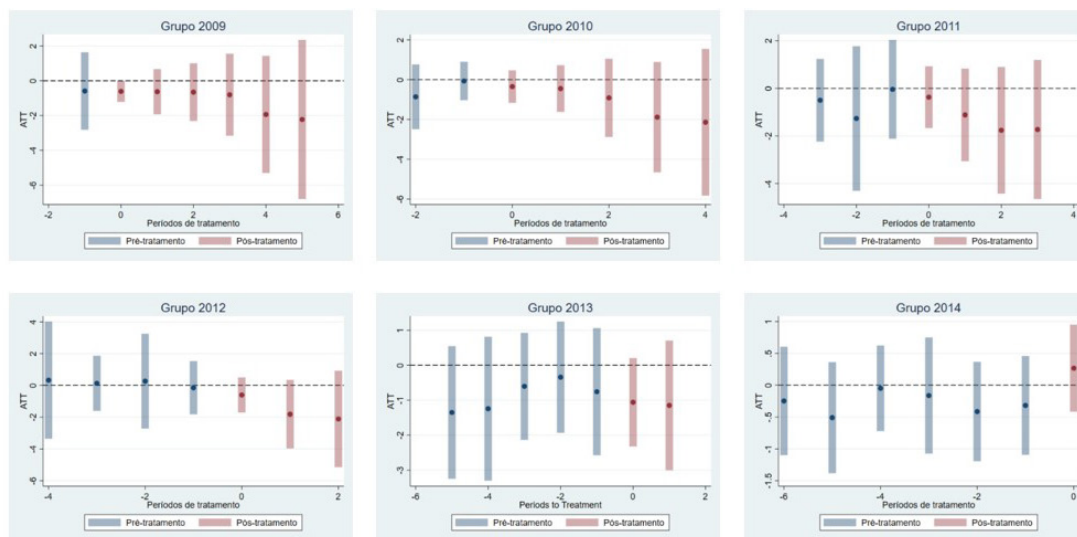 Grupo 2009
2
0
-2
-4
-6
ATT
-2
0
2
4
6
Períodos de tratamento
Pré-tratamento
Pós-tratamento
Grupo 2010
2
0
-2
-4
-6
ATT
-2
0
2
4
Períodos de tratamento
Pré-tratamento
Pós-tratamento
Grupo 2011
2
0
-2
-4
ATT
-4
-2
0
2
4
Períodos de tratamento
Pré-tratamento
Pós-tratamento
Grupo 2012
4
2
0
-2
-4
-6
ATT
-4
-2
0
2
Períodos de tratamento
Pré-tratamento
Pós-tratamento
Grupo 2013
1
0
-1
-2
-3
ATT
-6
-4
-2
0
2
Periods to Treatment
Pré-tratamento
Pós-tratamento
Grupo 2014
1
.5
0
-.5
-1
-1.5
ATT
-6
-4
-2
0
Períodos de tratamento
Pré-tratamento
Pós-tratamento